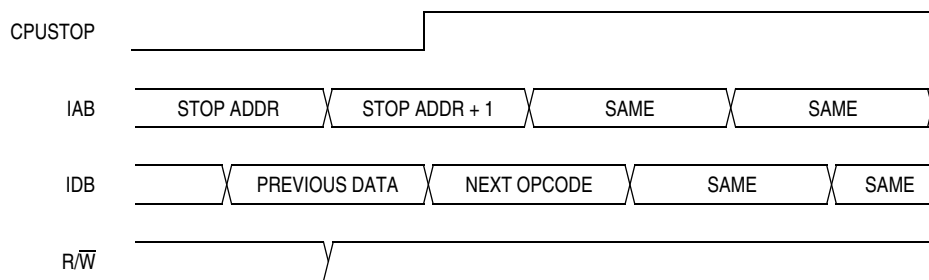 CPUSTOP
IAB STOP ADDR STOP ADDR + 1 SAME SAME
IDB PREVIOUS DATA NEXT OPCODE SAME SAME
R/W̅